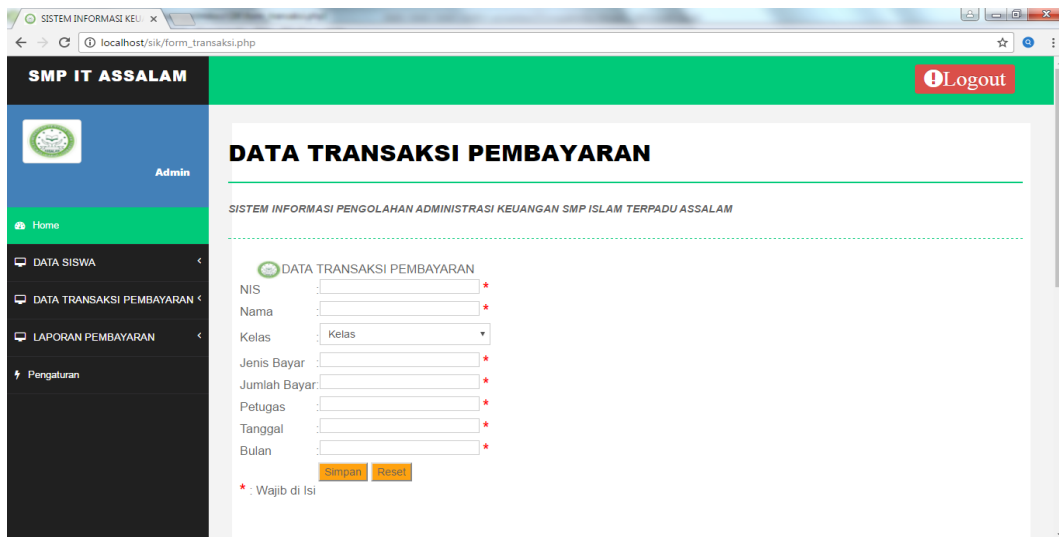 SISTEM INFORMASI KEU
localhost/sik/form_transaksi.php
SMP IT ASSALAM
Logout
Admin
Home
DATA SISWA
DATA TRANSAKSI PEMBAYARAN
LAPORAN PEMBAYARAN
Pengaturan
DATA TRANSAKSI PEMBAYARAN
SISTEM INFORMASI PENGOLAHAN ADMINISTRASI KEUANGAN SMP ISLAM TERPADU ASSALAM
DATA TRANSAKSI PEMBAYARAN
NIS : *
Nama : *
Kelas : Kelas
Jenis Bayar : *
Jumlah Bayar: *
Petugas : *
Tanggal : *
Bulan : *
Simpan Reset
* : Wajib di Isi